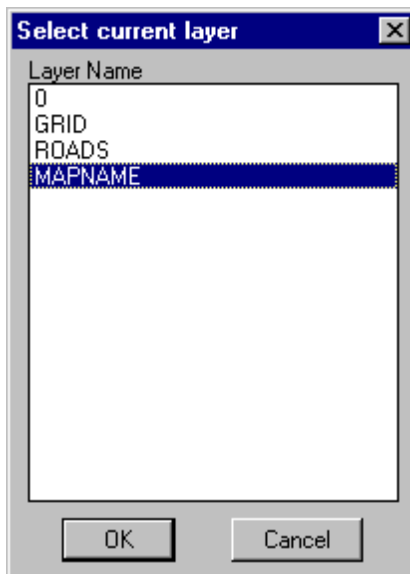 Select current layer
Layer Name
0
GRID
ROADS
MAPNAME
OK
Cancel